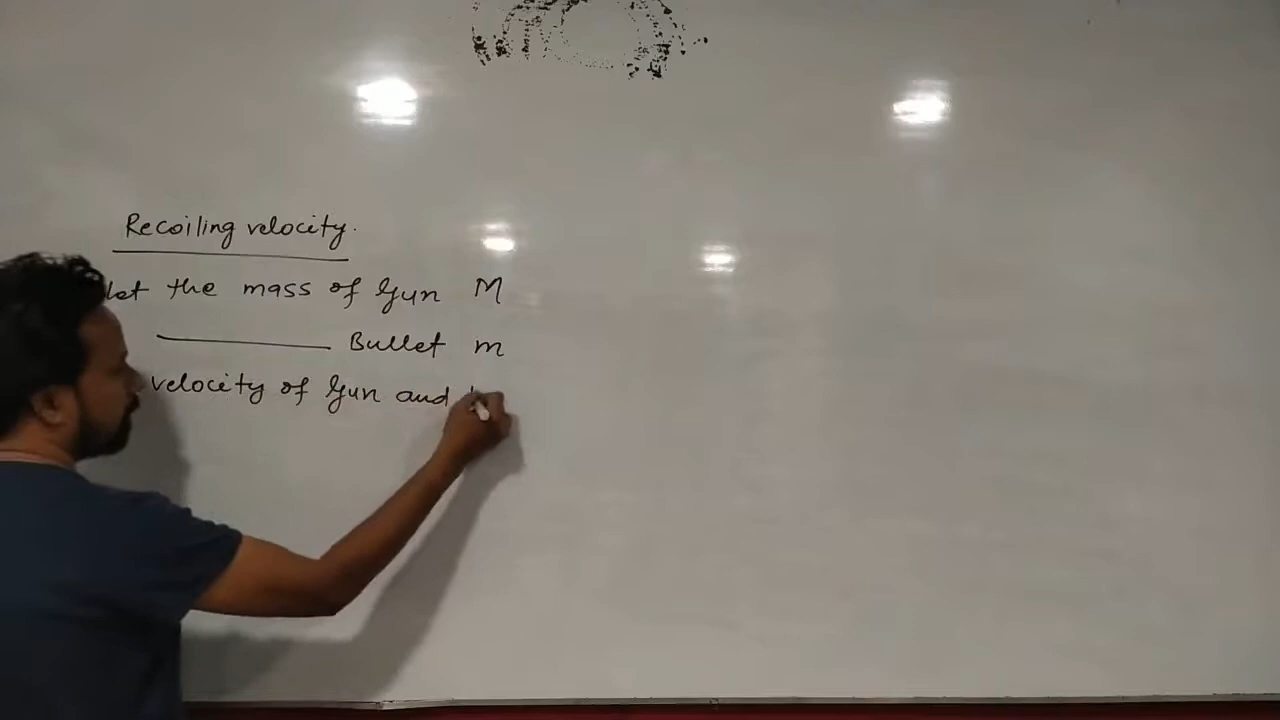 Recoiling velocity.
let the mass of Gun M
Bullet m
velocity of Gun and